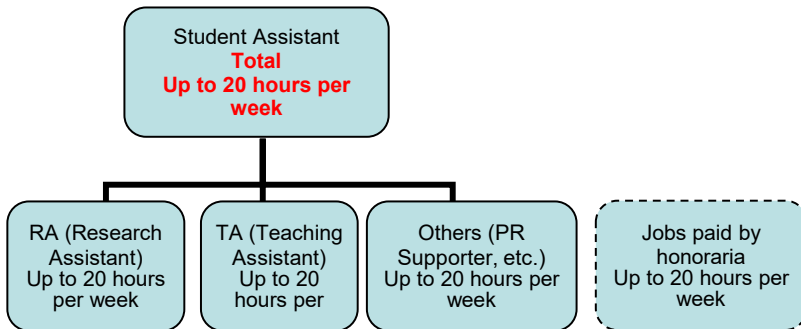 Student Assistant
Total
Up to 20 hours per
week
RA (Research
Assistant)
Up to 20 hours
per week
TA (Teaching
Assistant)
Up to 20
hours per
Others (PR
Supporter, etc.)
Up to 20 hours per
week
Jobs paid by
honoraria
Up to 20 hours per
week